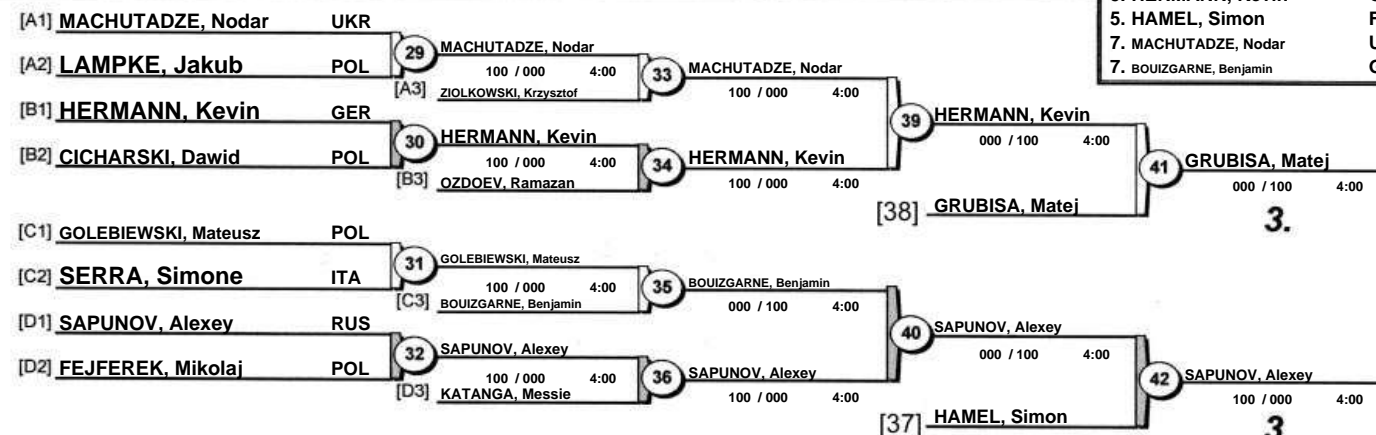 5. HAMEL, Simon
7. MACHUTADZE, Nodar
7. BOUIZGARNE, Benjamin
[A1] MACHUTADZE, Nodar UKR
29 MACHUTADZE, Nodar
[A2] LAMPKE, Jakub POL
100 / 000 4:00
33 MACHUTADZE, Nodar
[A3] ZIOLKOWSKI, Krzysztof
100 / 000 4:00
[B1] HERMANN, Kevin GER
39 HERMANN, Kevin
30 HERMANN, Kevin
000 / 100 4:00
[B2] CICHARSKI, Dawid POL
100 / 000 4:00
34 HERMANN, Kevin
41 GRUBISA, Matej
[B3] OZDOEV, Ramazan
100 / 000 4:00
000 / 100 4:00
[38] GRUBISA, Matej
3.
[C1] GOLEBIEWSKI, Mateusz POL
31 GOLEBIEWSKI, Mateusz
[C2] SERRA, Simone ITA
100 / 000 4:00
35 BOUIZGARNE, Benjamin
[C3] BOUIZGARNE, Benjamin
000 / 100 4:00
[D1] SAPUNOV, Alexey RUS
40 SAPUNOV, Alexey
32 SAPUNOV, Alexey
000 / 100 4:00
[D2] FEJFEREK, Mikolaj POL
100 / 000 4:00
36 SAPUNOV, Alexey
42 SAPUNOV, Alexey
[D3] KATANGA, Messie
100 / 000 4:00
100 / 000 4:00
[37] HAMEL, Simon
3